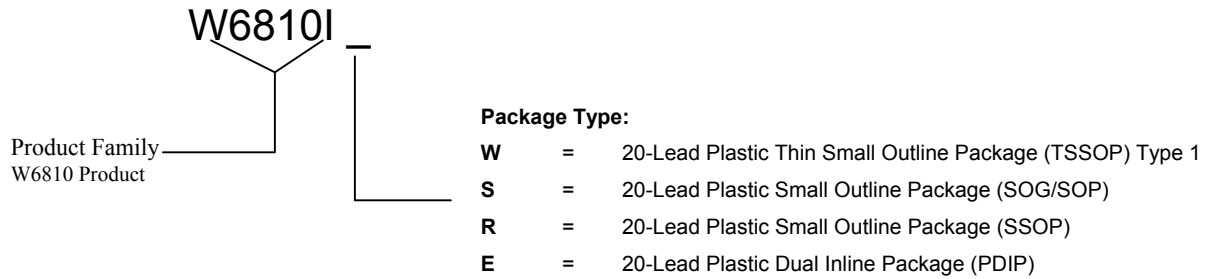 W6810I _
Product Family
W6810 Product
Package Type:
W = 20-Lead Plastic Thin Small Outline Package (TSSOP) Type 1
S = 20-Lead Plastic Small Outline Package (SOG/SOP)
R = 20-Lead Plastic Small Outline Package (SSOP)
E = 20-Lead Plastic Dual Inline Package (PDIP)